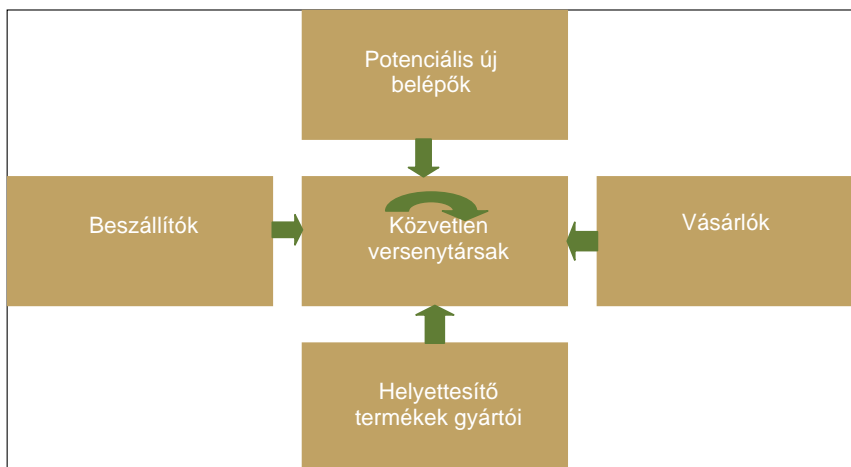 Potenciális új
belépők
Beszállítók
Közvetlen
versenytársak
Vásárlók
Helyettesítő
termékek gyártói